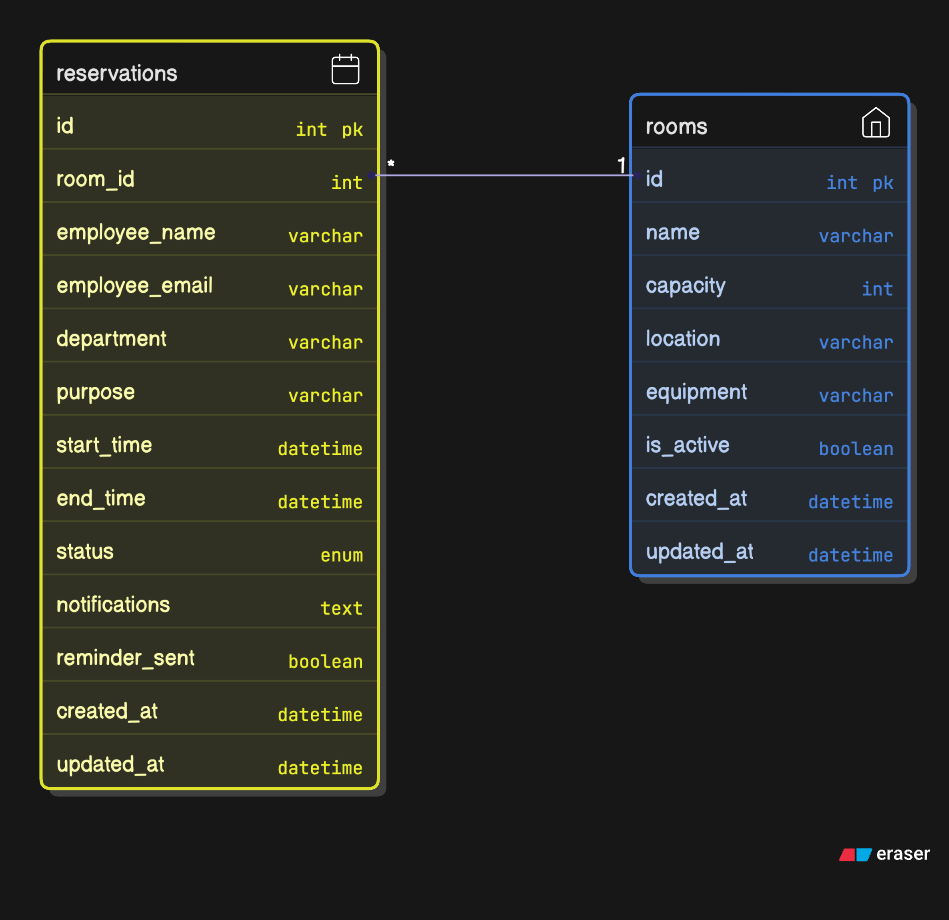 reservations
id int pk
room_id int
employee_name varchar
employee_email varchar
department varchar
purpose varchar
start_time datetime
end_time datetime
status enum
notifications text
reminder_sent boolean
created_at datetime
updated_at datetime
* 1
rooms
id int pk
name varchar
capacity int
location varchar
equipment varchar
is_active boolean
created_at datetime
updated_at datetime
eraser